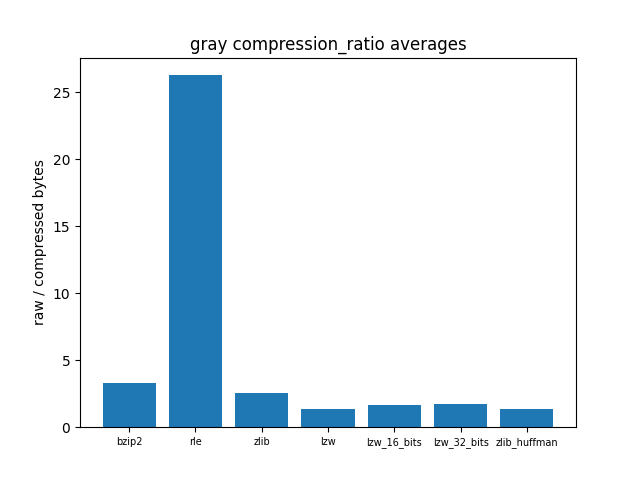 gray compression_ratio averages
raw / compressed bytes
25
20
15
10
5
0
bzip2 rle zlib lzw lzw_16_bits lzw_32_bits zlib_huffman